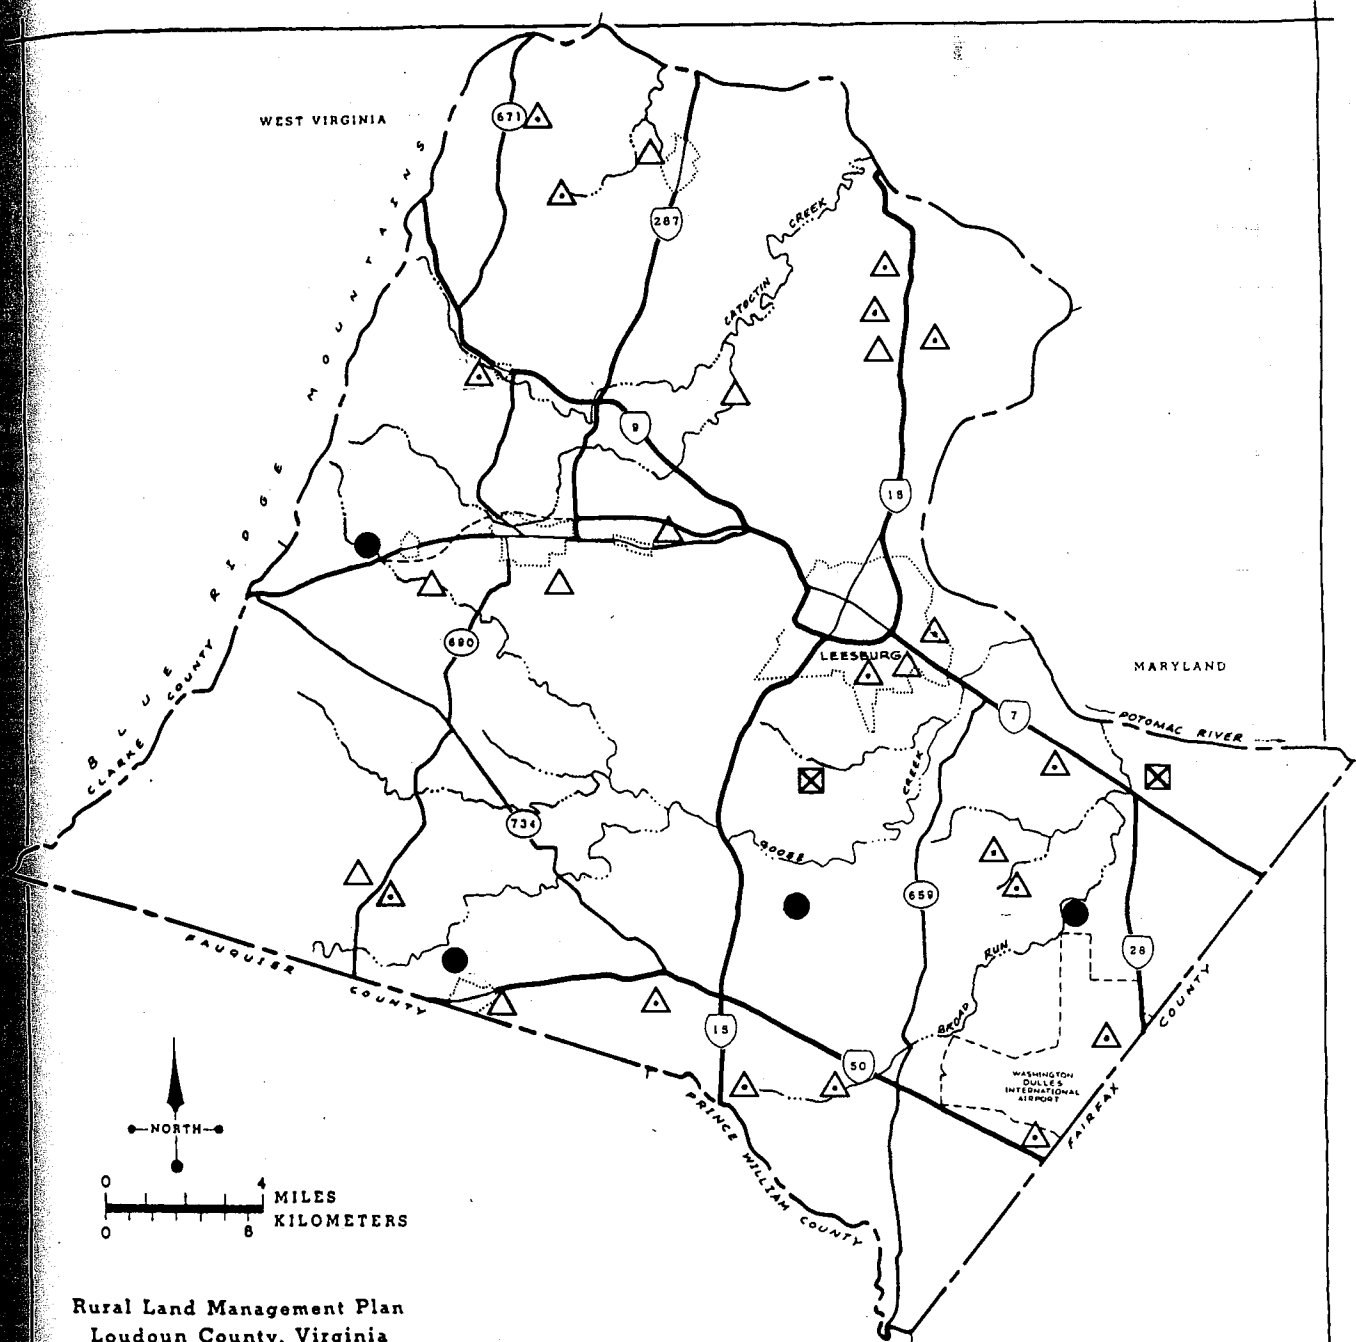 WEST VIRGINIA
671
287
CREEK
CATOCTIN
BLUE RIDGE MOUNTAINS
9
15
690
LEESBURG
CLARKE COUNTY
MARYLAND
7
POTOMAC RIVER
CREEK
GOOSE
734
659
28
FAUQUIER COUNTY
BROAD RUN
COUNTY
15
50
WASHINGTON
DULLES
INTERNATIONAL
AIRPORT
FAIRFAX
PRINCE WILLIAM COUNTY
NORTH
0 4
MILES
KILOMETERS
0 8
Rural Land Management Plan
Loudoun County, Virginia